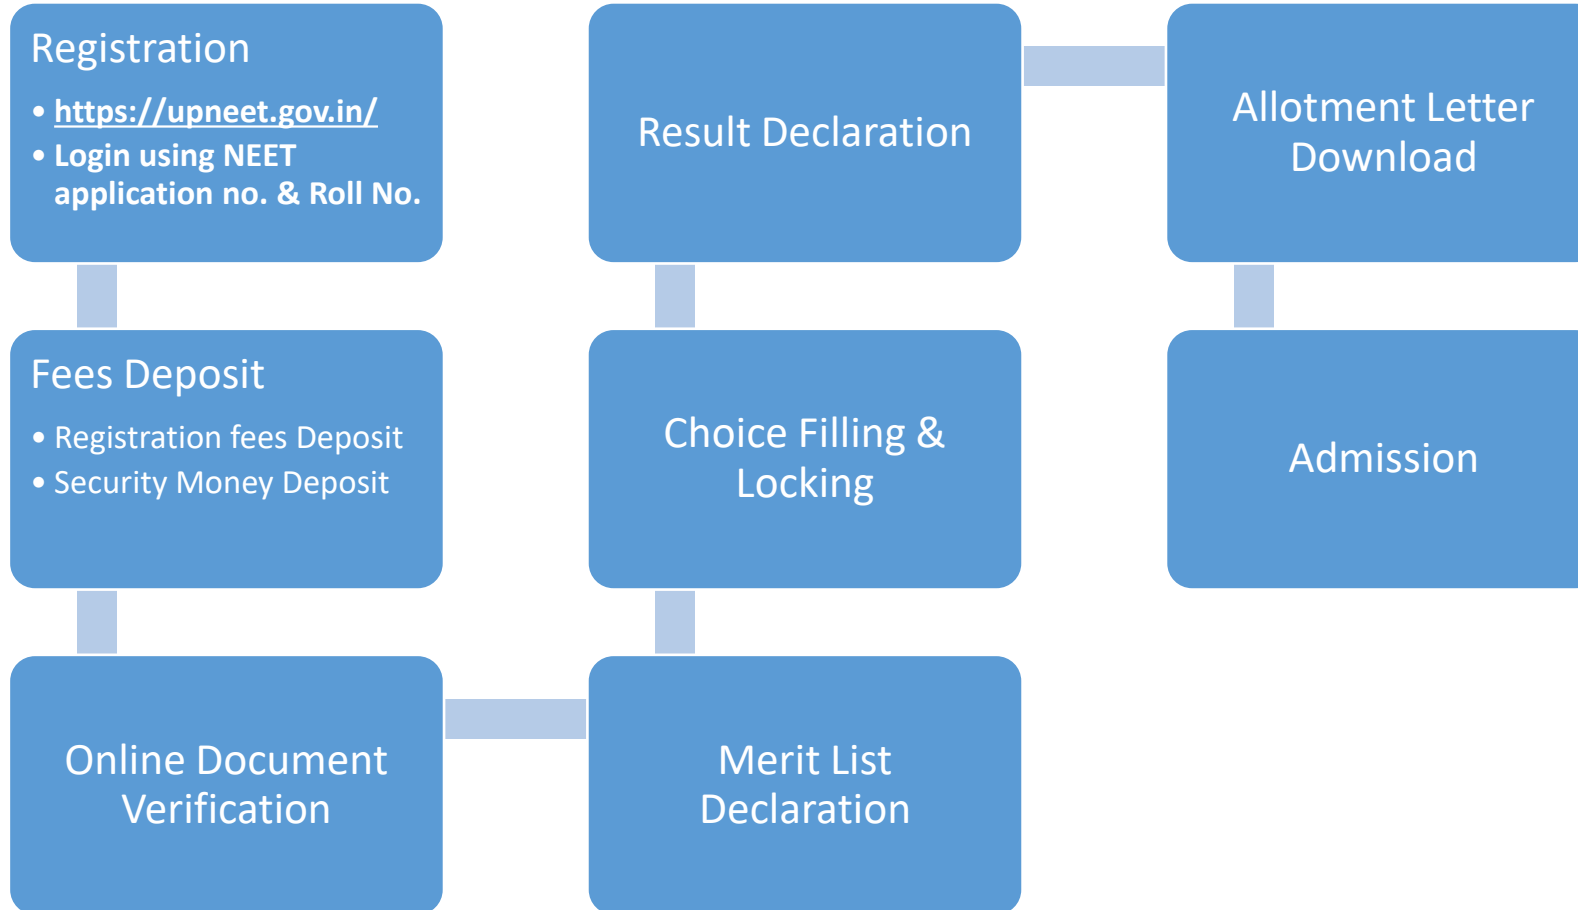 Registration
• https://upneet.gov.in/
• Login using NEET
application no. & Roll No.
Fees Deposit
• Registration fees Deposit
• Security Money Deposit
Online Document
Verification
Merit List
Declaration
Choice Filling &
Locking
Result Declaration
Allotment Letter
Download
Admission